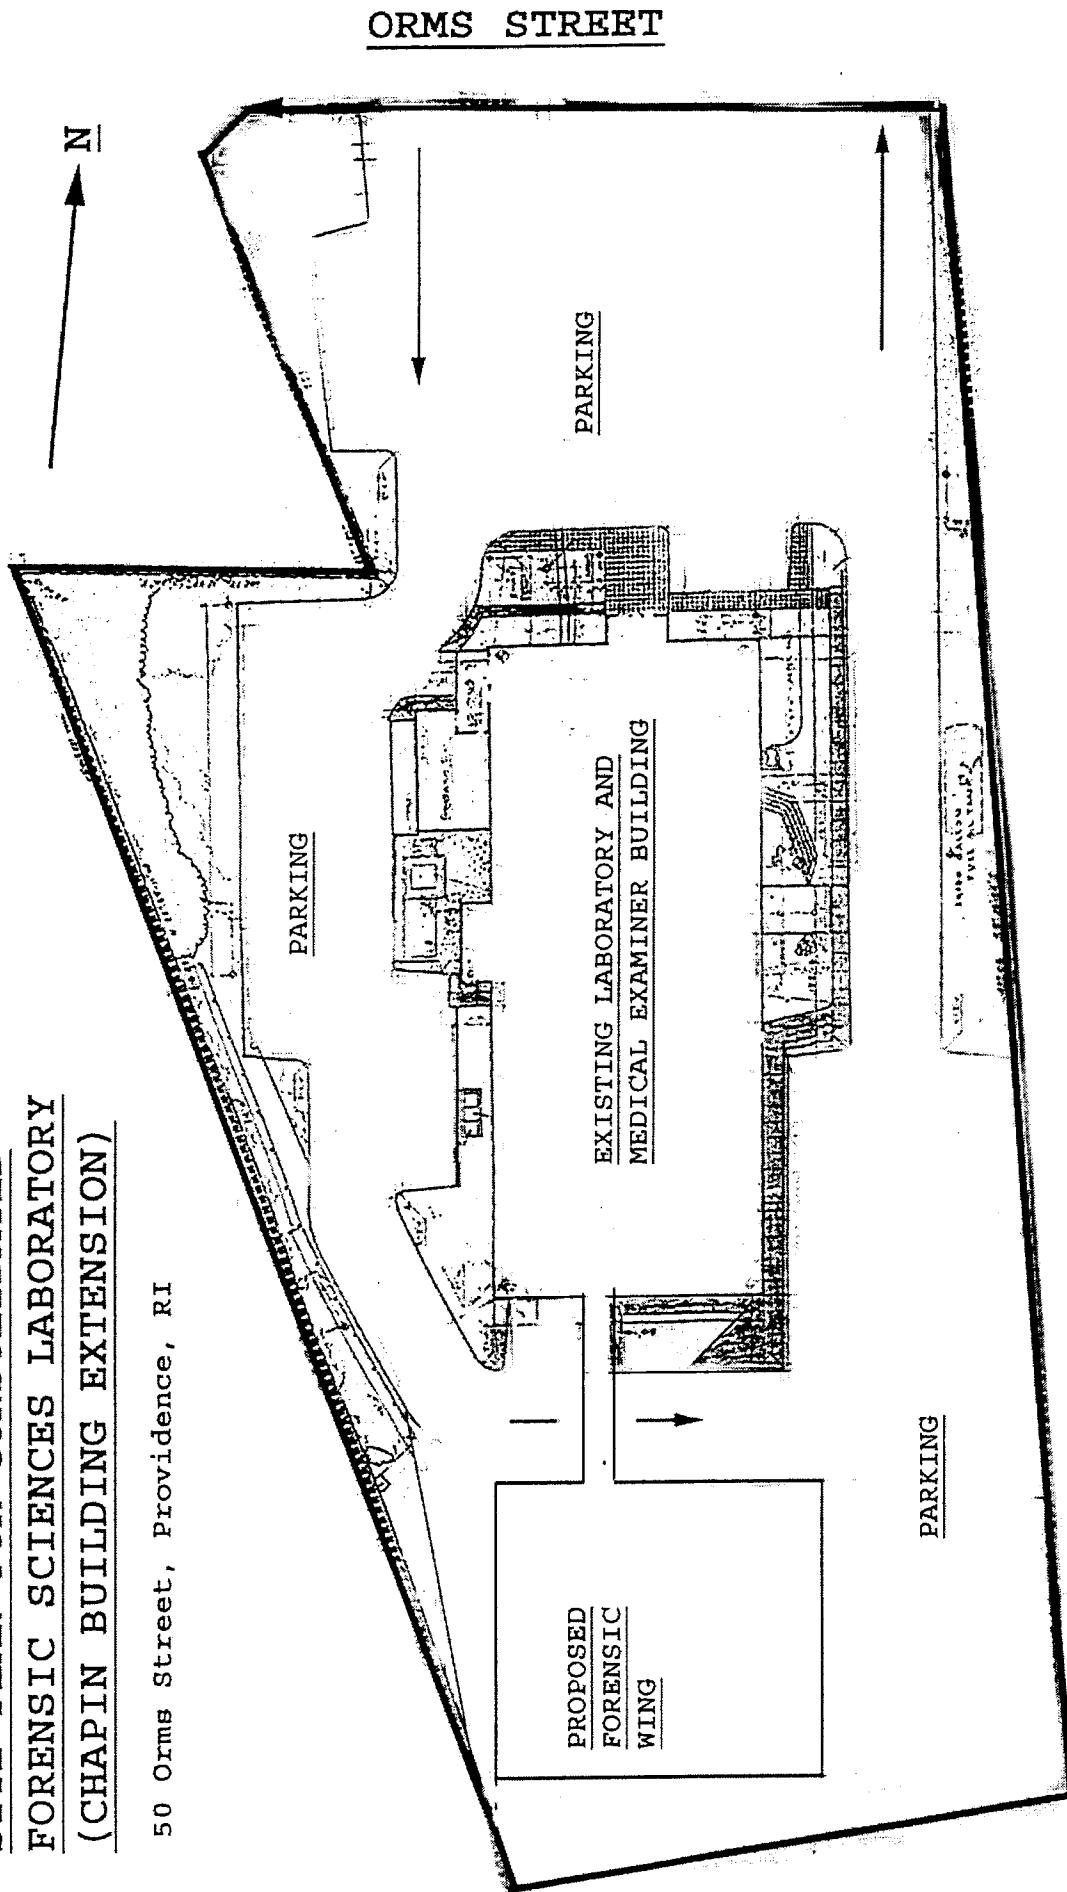 ORMS STREET
N
FORENSIC SCIENCES LABORATORY
(CHAPIN BUILDING EXTENSION)
50 Orms Street, Providence, RI
PARKING
PARKING
EXISTING LABORATORY AND
MEDICAL EXAMINER BUILDING
PROPOSED
FORENSIC
WING
PARKING